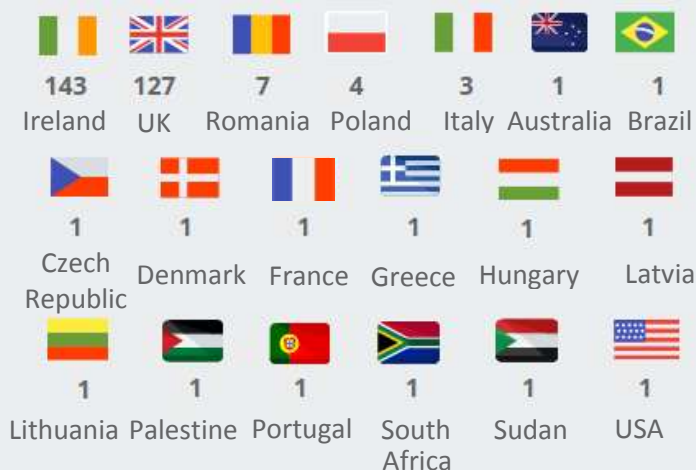 143 127 7 4 3 1 1
Ireland UK Romania Poland Italy Australia Brazil
1 1 1 1 1 1
Czech Republic Denmark France Greece Hungary Latvia
1 1 1 1 1 1
Lithuania Palestine Portugal South Africa Sudan USA